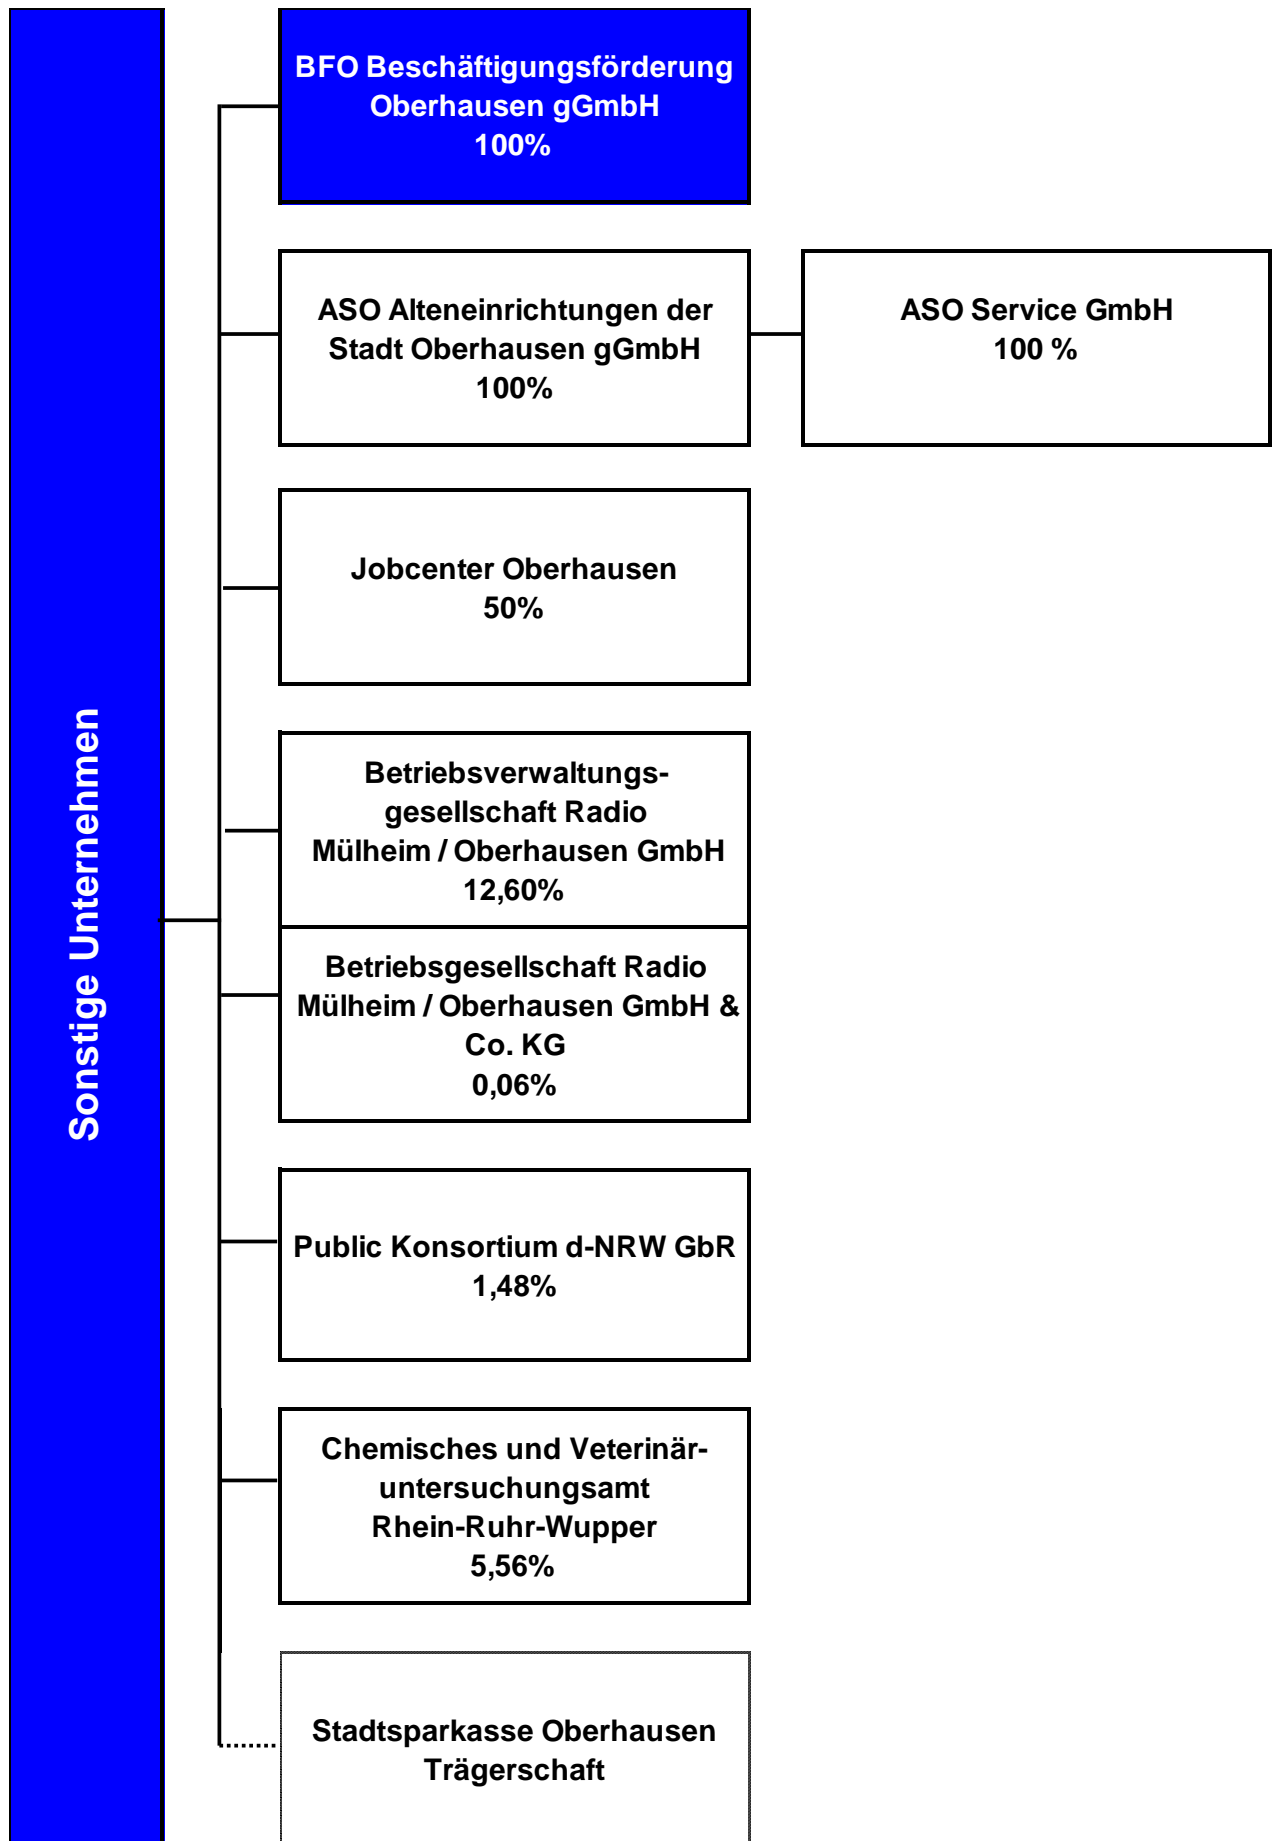 Sonstige Unternehmen
BFO Beschäftigungsförderung
Oberhausen gGmbH
100%
ASO Alteneinrichtungen der
Stadt Oberhausen gGmbH
100%
ASO Service GmbH
100 %
Jobcenter Oberhausen
50%
Betriebsverwaltungs-
gesellschaft Radio
Mülheim / Oberhausen GmbH
12,60%
Betriebsgesellschaft Radio
Mülheim / Oberhausen GmbH &
Co. KG
0,06%
Public Konsortium d-NRW GbR
1,48%
Chemisches und Veterinär-
untersuchungsamt
Rhein-Ruhr-Wupper
5,56%
Stadtsparkasse Oberhausen
Trägerschaft